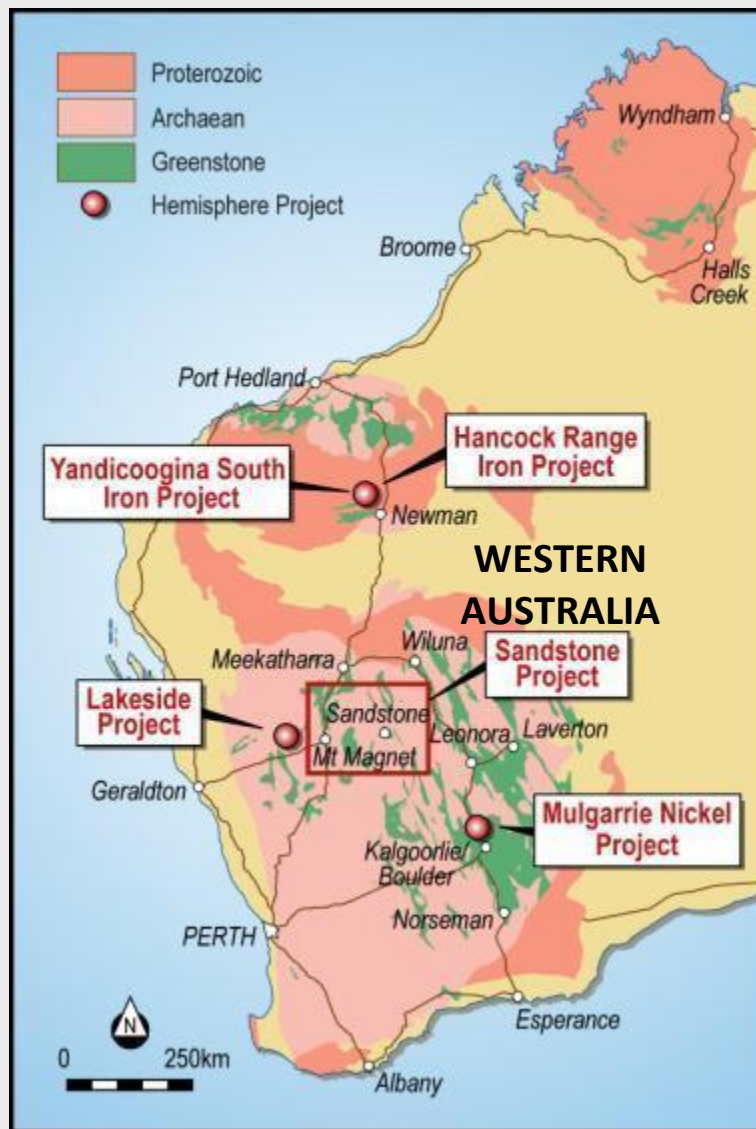 Proterozoic
Archaean
Greenstone
Hemisphere Project
Wyndham
Broome
Halls
Creek
Port Hedland
Hancock Range
Iron Project
Yandicoogina South
Iron Project
Newman
WESTERN
AUSTRALIA
Meekatharra
Wiluna
Sandstone
Project
Lakeside
Project
Sandstone
Leonora
Laverton
Mt Magnet
Geraldton
Mulgarrie Nickel
Project
Kalgoorlie/
Boulder
Norseman
PERTH
N
Esperance
0 250km
Albany